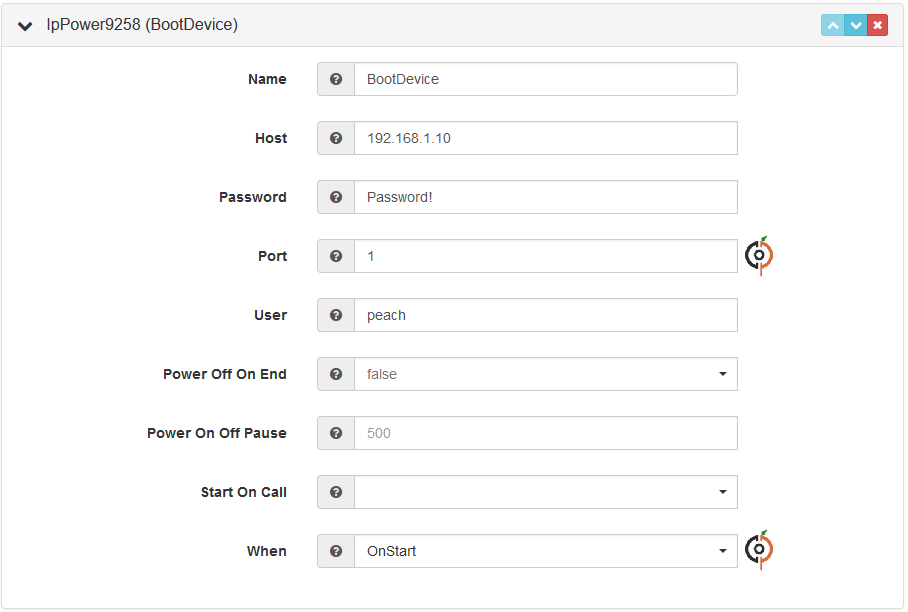 IpPower9258 (BootDevice)
Name BootDevice
Host 192.168.1.10
Password Password!
Port 1
User peach
Power Off On End false
Power On Off Pause 500
Start On Call
When OnStart